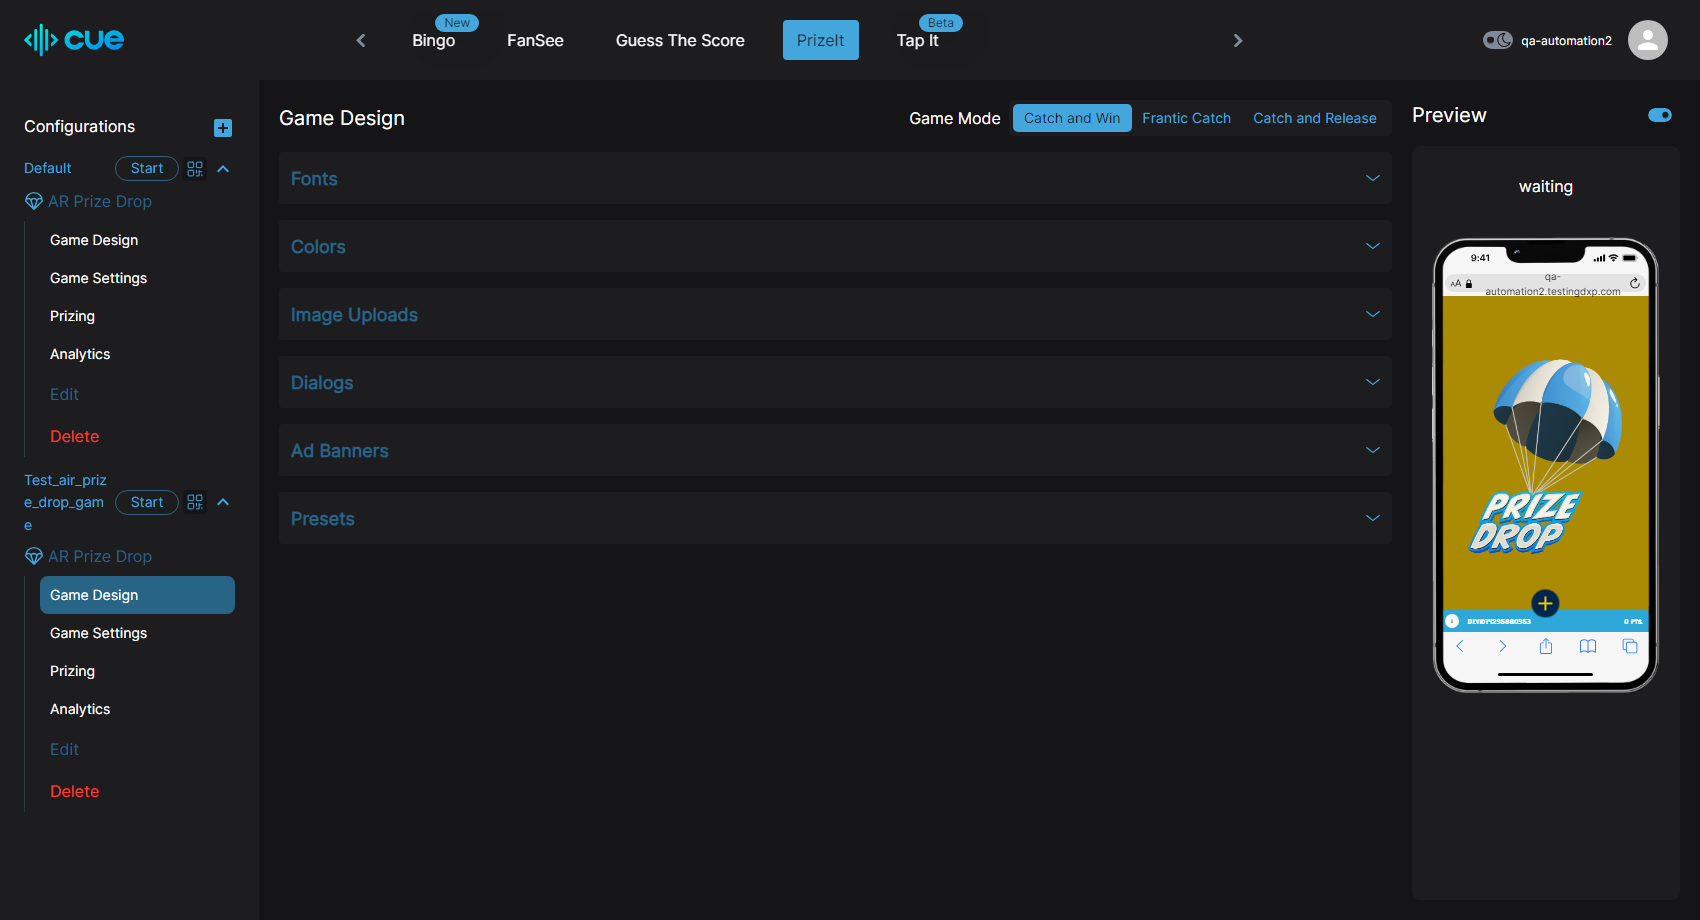 cue
New
Bingo
FanSee
Guess The Score
PrizeIt
Beta
Tap It
qa-automation2
Configurations
Default
Start
AR Prize Drop
Game Design
Game Settings
Prizing
Analytics
Edit
Delete
Test_air_priz
e_drop_gam
e
Start
AR Prize Drop
Game Design
Game Settings
Prizing
Analytics
Edit
Delete
Game Design
Game Mode
Catch and Win
Frantic Catch
Catch and Release
Fonts
Colors
Image Uploads
Dialogs
Ad Banners
Presets
Preview
waiting
9:41
AA
qa-
automation2.testingdxp.com
PRIZE
DROP
0 PTS.